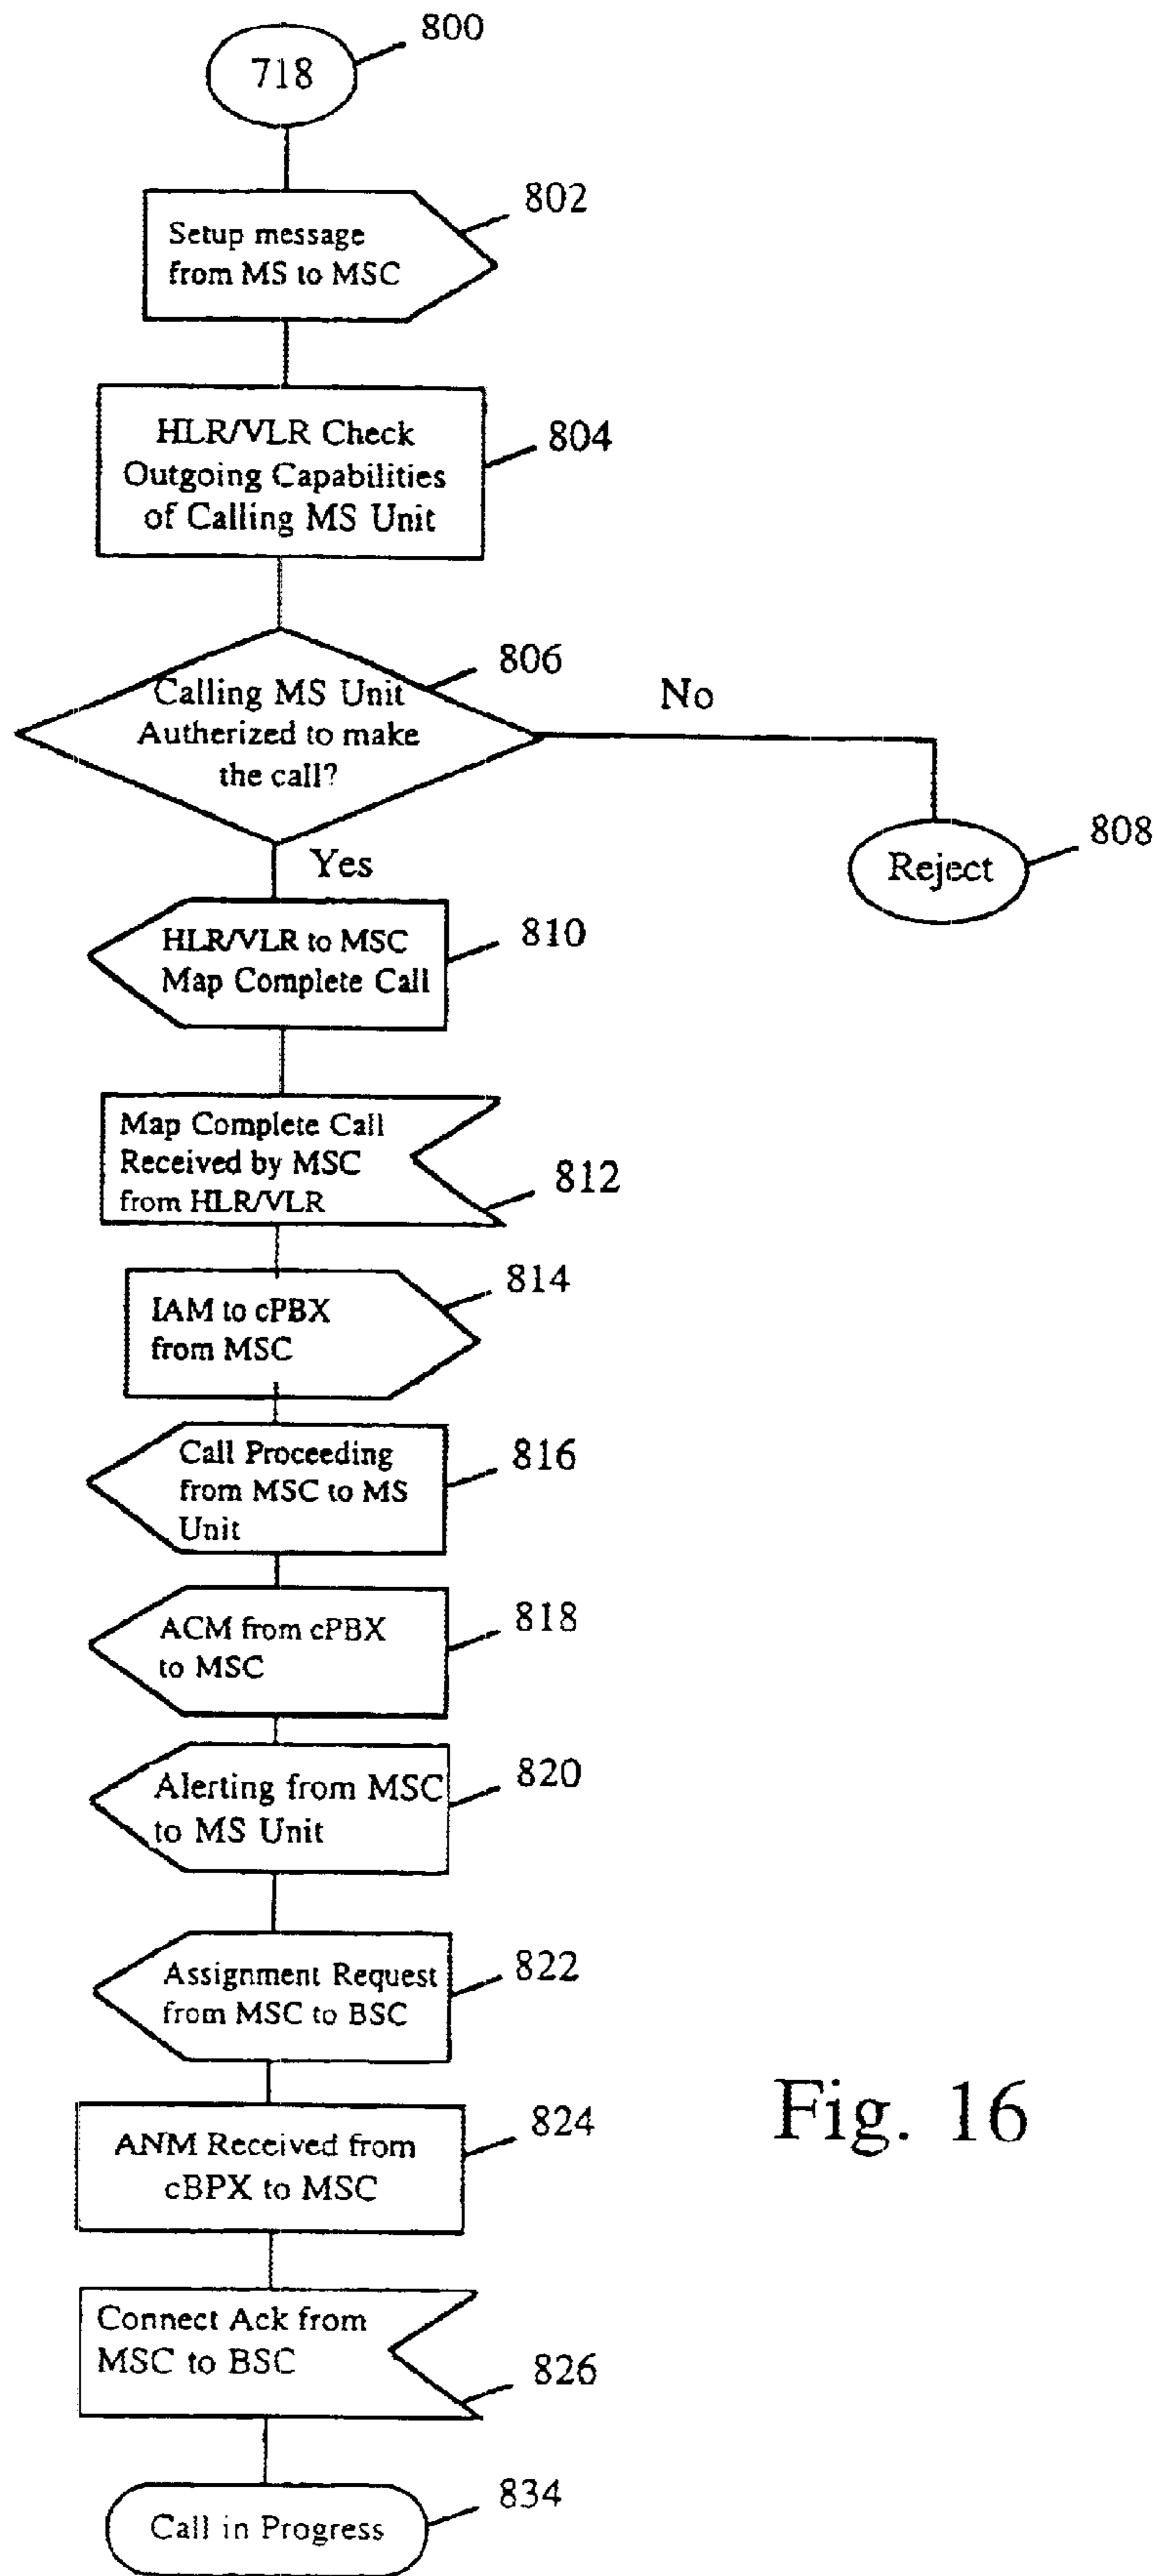 800
718
802
Setup message
from MS to MSC
HLR/VLR Check
Outgoing Capabilities
of Calling MS Unit
804
806
Calling MS Unit
Autherized to make
the call?
No
Yes
Reject
808
HLR/VLR to MSC
Map Complete Call
810
Map Complete Call
Received by MSC
from HLR/VLR
812
IAM to cPBX
from MSC
814
Call Proceeding
from MSC to MS
Unit
816
ACM from cPBX
to MSC
818
Alerting from MSC
to MS Unit
820
Assignment Request
from MSC to BSC
822
ANM Received from
cBPX to MSC
824
Connect Ack from
MSC to BSC
826
Call in Progress
834
Fig. 16